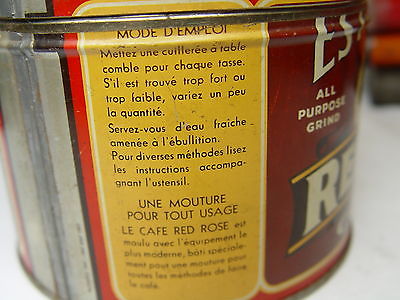 MODE D'EMPLOI
Mettez une cuillerée à table
comble pour chaque tasse.
S'il est trouvé trop fort ou
trop faible, variez un peu
la quantité.
Servez-vous d'eau fraîche
amenée à l'ébullition.
Pour diverses méthodes lisez
les instructions accompa-
gnant l'ustensil.
UNE MOUTURE
POUR TOUT USAGE
LE CAFE RED ROSE est
moulu avec l'équipement le
plus moderne, bâti spéciale-
ment pout une mouture pour
toutes les méthodes de faire
le café.
ES
ALL
PURPOSE
GRIND
RE